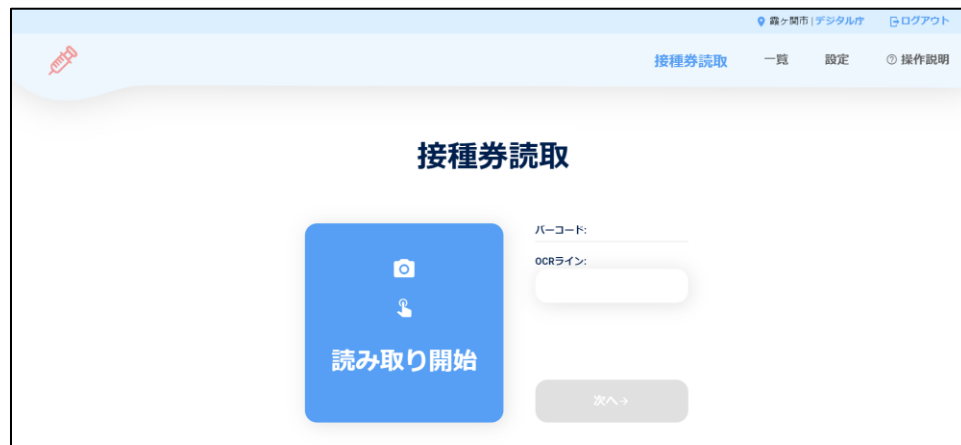 霞ヶ関市 | デジタル庁 ログアウト
接種券読取 一覧 設定 ? 操作説明
接種券読取
バーコード:
OCRライン:
読み取り開始
次へ→